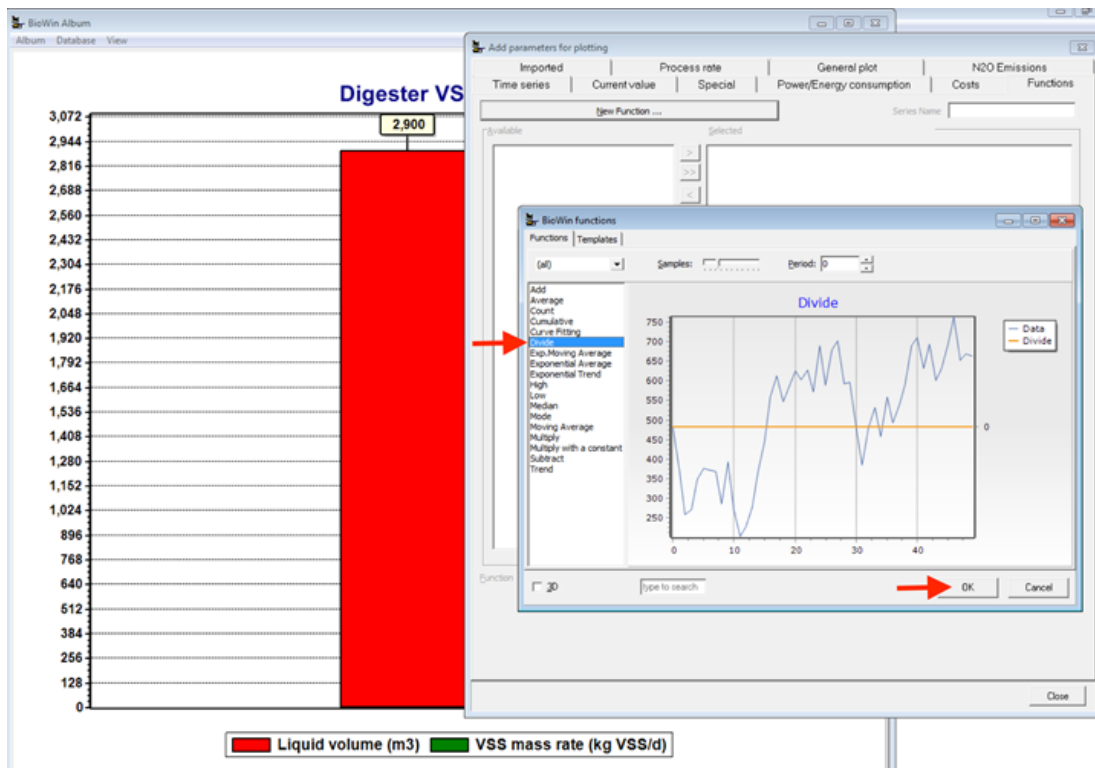 BioWin Album
Album Database View
Digester VS
3,072
2,944
2,816
2,688
2,560
2,432
2,304
2,176
2,048
1,920
1,792
1,664
1,536
1,408
1,280
1,152
1,024
896
768
640
512
384
256
128
0
2,900
Liquid volume (m3) VSS mass rate (kg VSS/d)
Add parameters for plotting
Imported Process rate General plot N2O Emissions
Time series Current value Special Power/Energy consumption Costs Functions
New Function ... Series Name
Available Selected
>
>>
<
Function
BioWin functions
Functions Templates
(all) Samples: Period: 0
Add
Average
Count
Cumulative
Curve Fitting
Divide
Exp.Moving Average
Exponential Average
Exponential Trend
High
Low
Median
Mode
Moving Average
Multiply
Multiply with a constant
Subtract
Trend
Divide
750
700
650
600
550
500
450
400
350
300
250
0 10 20 30 40
0
Data
Divide
3D type to search OK Cancel
Close